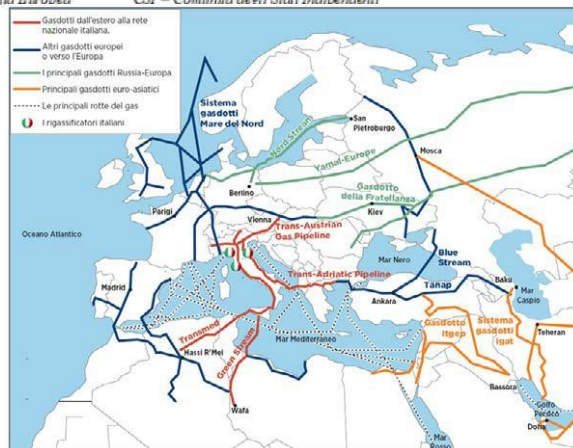 CSI = Comunità degli Stati Indipendenti
Gasdotti dall'estero alla rete
nazionale italiana.
Altri gasdotti europei
o verso l'Europa
I principali gasdotti Russia-Europa
Principali gasdotti euro-asiatici
Le principali rotte del gas
I rigassificatori italiani
Sistema
gasdotti
Mare del Nord
Nord Stream
San
Pietroburgo
Yamal-Europe
Mosca
Berlino
Gasdotto
della Fratellanza
Parigi
Vienna
Kiev
Trans-Austrian
Gas Pipeline
Oceano Atlantico
Mar Nero
Blue
Stream
Trans-Adriatic Pipeline
Madrid
Tanap
Baku
Mar
Caspio
Ankara
Transmed
Gasdotto
Itgep
Sistema
gasdotti
Igat
Teheran
Mar Mediterraneo
Hassi R'Mel
Green Stream
Bassora
Golfo
Persico
Wafa
Doha
Mar
Rosso